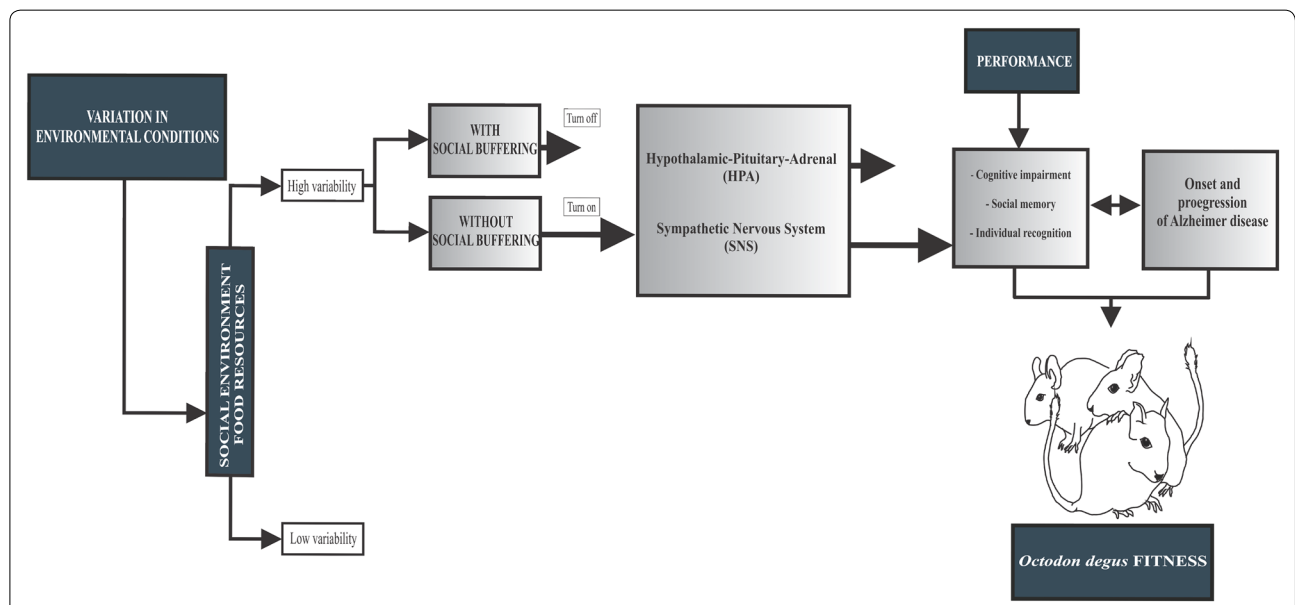 VARIATION IN
ENVIRONMENTAL CONDITIONS
SOCIAL ENVIRONMENT
FOOD RESOURCES
High variability
Low variability
WITH
SOCIAL BUFFERING
Turn off
WITHOUT
SOCIAL BUFFERING
Turn on
Hypothalamic-Pituitary-Adrenal
(HPA)
Sympathetic Nervous System
(SNS)
PERFORMANCE
- Cognitive impairment
- Social memory
- Individual recognition
Onset and
proegression
of Alzheimer disease
Octodon degus FITNESS